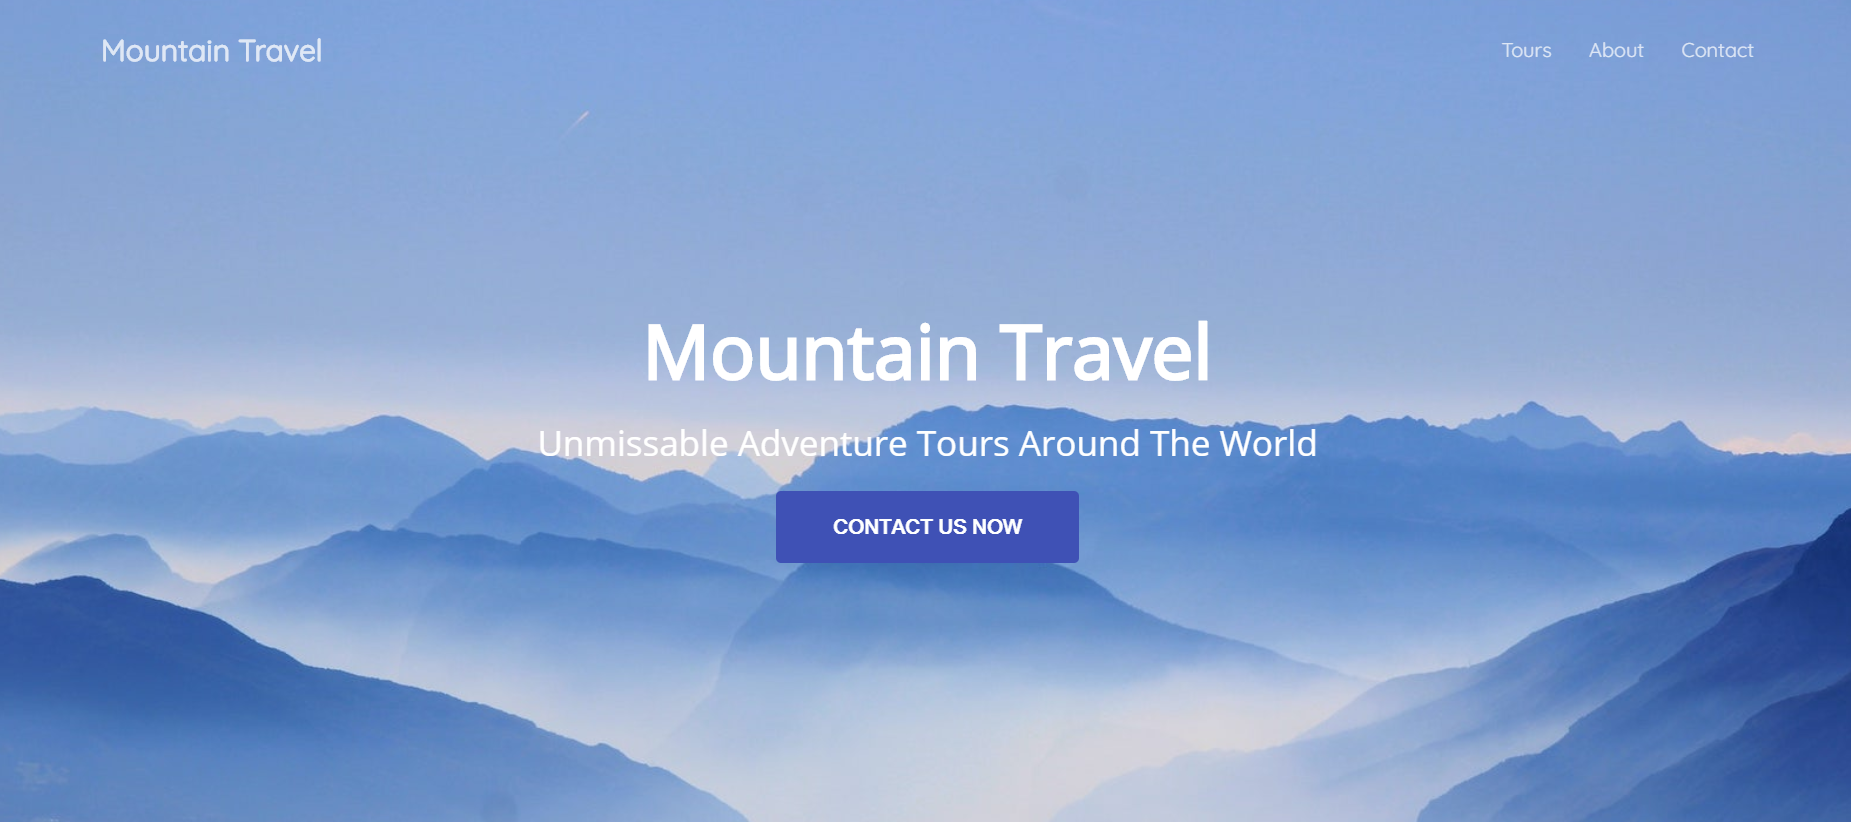 Mountain Travel
Tours About Contact
Mountain Travel
Unmissable Adventure Tours Around The World
CONTACT US NOW